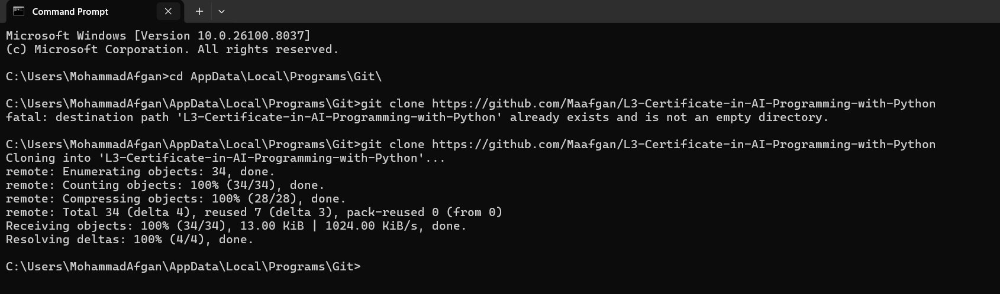 Command Prompt
Microsoft Windows [Version 10.0.26100.8037]
(c) Microsoft Corporation. All rights reserved.
C:\Users\MohammadAfgan>cd AppData\Local\Programs\Git\
C:\Users\MohammadAfgan\AppData\Local\Programs\Git>git clone https://github.com/Maafgan/L3-Certificate-in-AI-Programming-with-Python
fatal: destination path 'L3-Certificate-in-AI-Programming-with-Python' already exists and is not an empty directory.
C:\Users\MohammadAfgan\AppData\Local\Programs\Git>git clone https://github.com/Maafgan/L3-Certificate-in-AI-Programming-with-Python
Cloning into 'L3-Certificate-in-AI-Programming-with-Python'...
remote: Enumerating objects: 34, done.
remote: Counting objects: 100% (34/34), done.
remote: Compressing objects: 100% (28/28), done.
remote: Total 34 (delta 4), reused 7 (delta 3), pack-reused 0 (from 0)
Receiving objects: 100% (34/34), 13.00 KiB | 1024.00 KiB/s, done.
Resolving deltas: 100% (4/4), done.
C:\Users\MohammadAfgan\AppData\Local\Programs\Git>